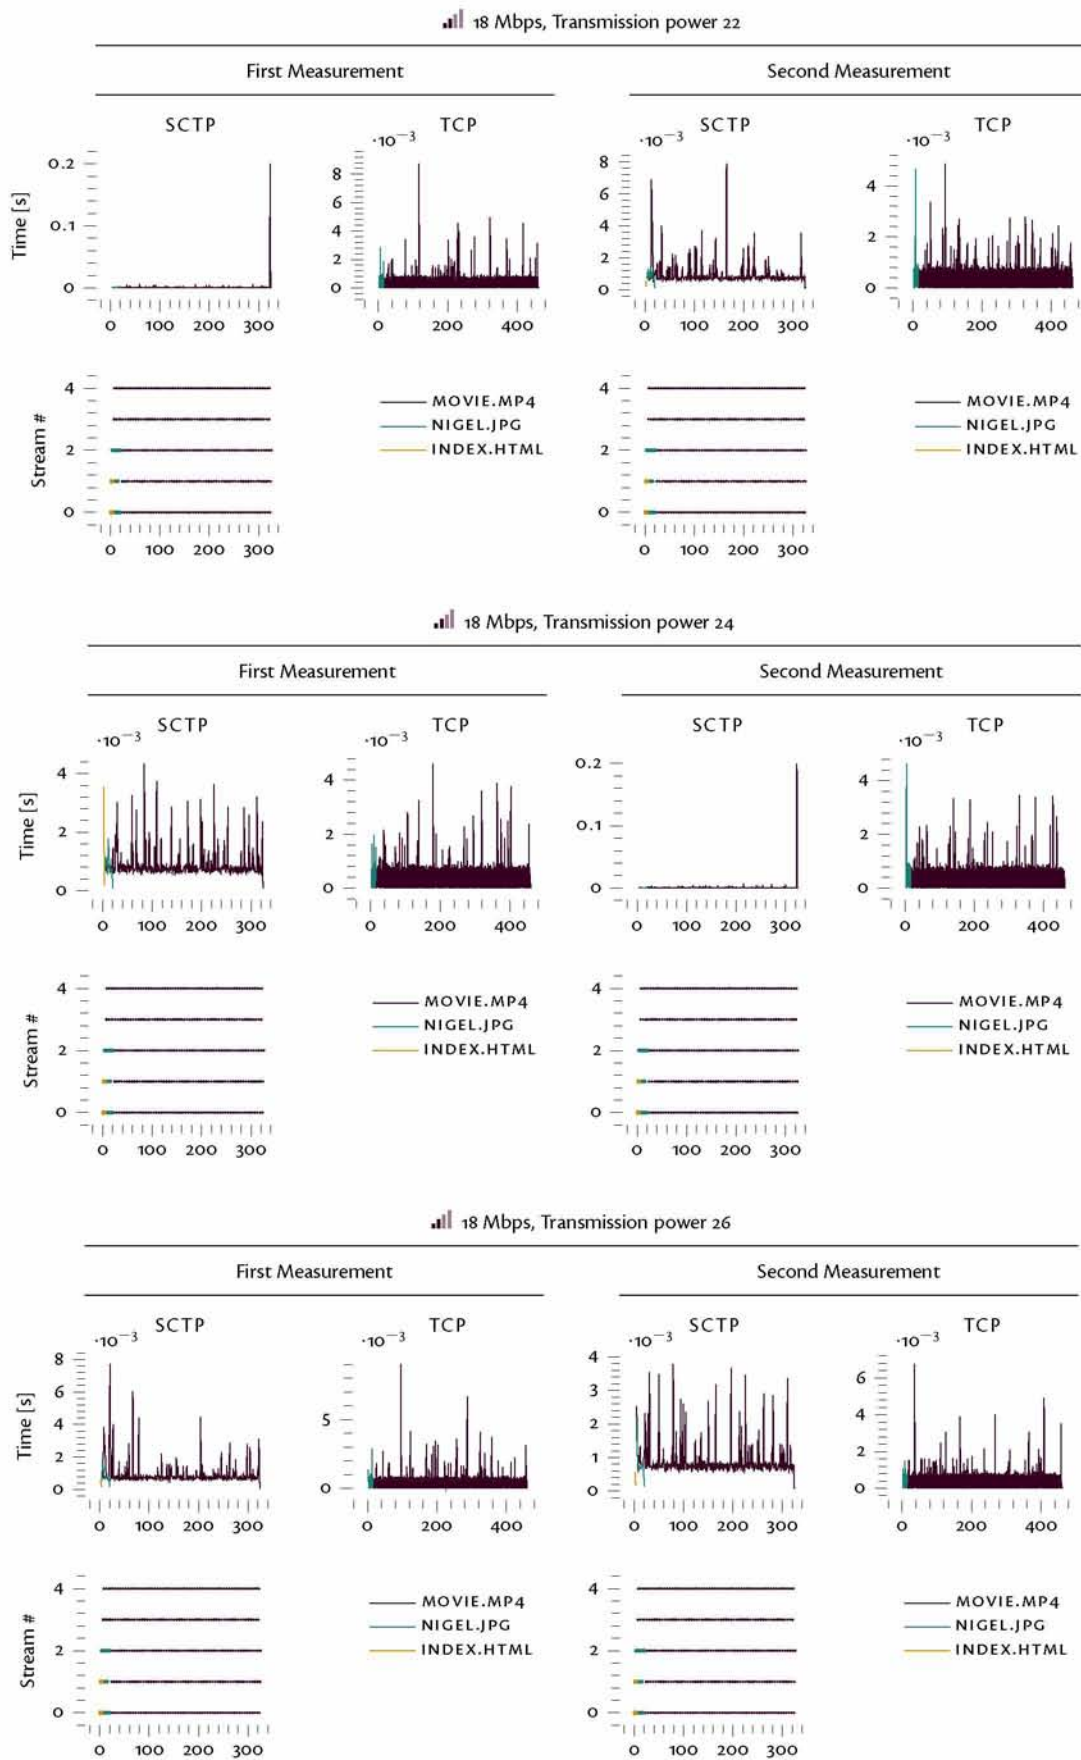 18 Mbps, Transmission power 22
First Measurement
Second Measurement
SCTP
TCP
SCTP
TCP
·10−3
·10−3
·10−3
Time [s]
0.2
0.1
0
0 100 200 300
8
6
4
2
0
0 200 400
8
6
4
2
0
0 100 200 300
4
2
0
0 200 400
Stream #
4
2
0
0 100 200 300
MOVIE.MP4
NIGEL.JPG
INDEX.HTML
4
2
0
0 100 200 300
MOVIE.MP4
NIGEL.JPG
INDEX.HTML
18 Mbps, Transmission power 24
First Measurement
Second Measurement
SCTP
TCP
SCTP
TCP
·10−3
·10−3
·10−3
Time [s]
4
2
0
0 100 200 300
4
2
0
0 200 400
0.2
0.1
0
0 100 200 300
4
2
0
0 200 400
Stream #
4
2
0
0 100 200 300
MOVIE.MP4
NIGEL.JPG
INDEX.HTML
4
2
0
0 100 200 300
MOVIE.MP4
NIGEL.JPG
INDEX.HTML
18 Mbps, Transmission power 26
First Measurement
Second Measurement
SCTP
TCP
SCTP
TCP
·10−3
·10−3
·10−3
·10−3
Time [s]
8
6
4
2
0
0 100 200 300
5
0
0 200 400
4
3
2
1
0
0 100 200 300
6
4
2
0
0 200 400
Stream #
4
2
0
0 100 200 300
MOVIE.MP4
NIGEL.JPG
INDEX.HTML
4
2
0
0 100 200 300
MOVIE.MP4
NIGEL.JPG
INDEX.HTML